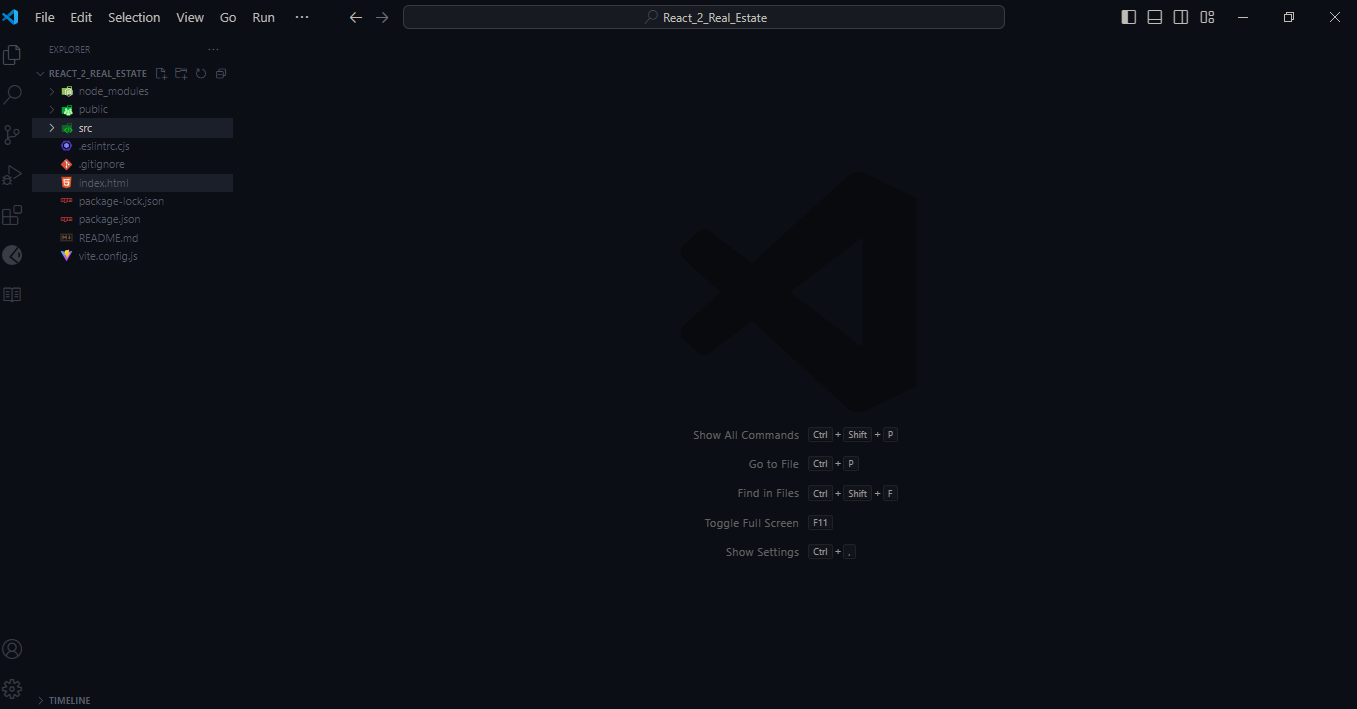 File Edit Selection View Go Run ···
React_2_Real_Estate
EXPLORER ···
REACT_2_REAL_ESTATE
node_modules
public
src
.eslintrc.cjs
.gitignore
index.html
package-lock.json
package.json
README.md
vite.config.js
Show All Commands Ctrl + Shift + P
Go to File Ctrl + P
Find in Files Ctrl + Shift + F
Toggle Full Screen F11
Show Settings Ctrl + .
TIMELINE